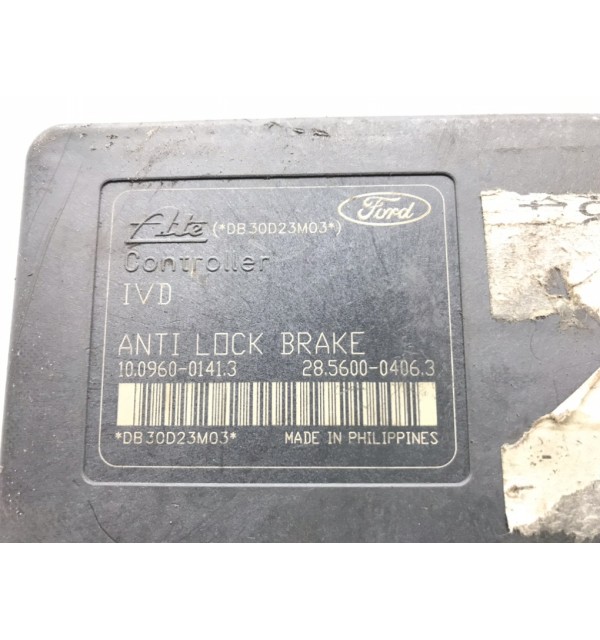 Ate (*DB30D23M03*) Ford
Controller
IVD
ANTI LOCK BRAKE
10.0960-0141.3 28.5600-0406.3
*DB30D23M03* MADE IN PHILIPPINES